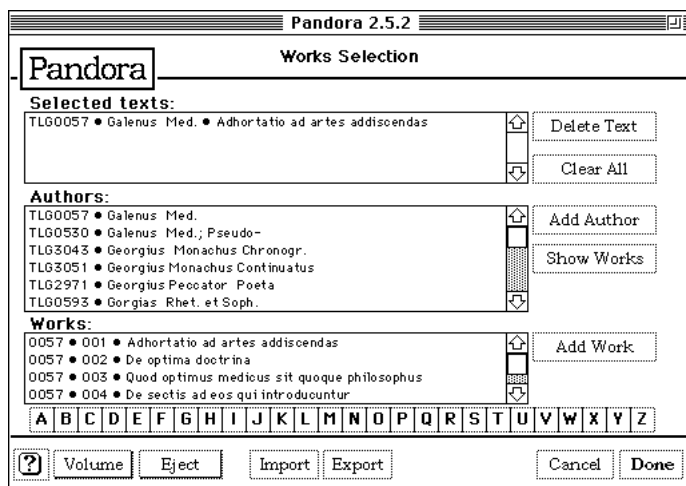 Pandora 2.5.2
Pandora
Works Selection
Selected texts:
TLG0057 ● Galenus Med. ● Adhortatio ad artes addiscendas
Delete Text
Clear All
Authors:
TLG0057 ● Galenus Med.
TLG0530 ● Galenus Med.; Pseudo-
TLG3043 ● Georgius Monachus Chronogr.
TLG3051 ● Georgius Monachus Continuatus
TLG2971 ● Georgius Peccator Poeta
TLG0593 ● Gorgias Rhet. et Soph.
Add Author
Show Works
Works:
0057 ● 001 ● Adhortatio ad artes addiscendas
0057 ● 002 ● De optima doctrina
0057 ● 003 ● Quod optimus medicus sit quoque philosophus
0057 ● 004 ● De sectis ad eos qui introducuntur
Add Work
A B C D E F G H I J K L M N O P Q R S T U V W X Y Z
? Volume Eject Import Export Cancel Done